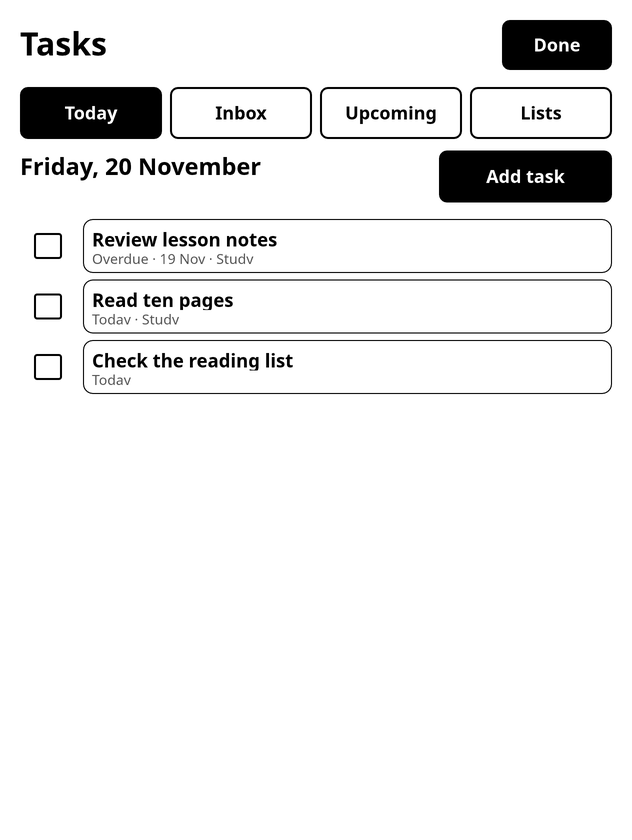 Tasks
Done
Today
Inbox
Upcoming
Lists
Friday, 20 November
Add task
Review lesson notes
Overdue · 19 Nov · Study
Read ten pages
Today · Study
Check the reading list
Today